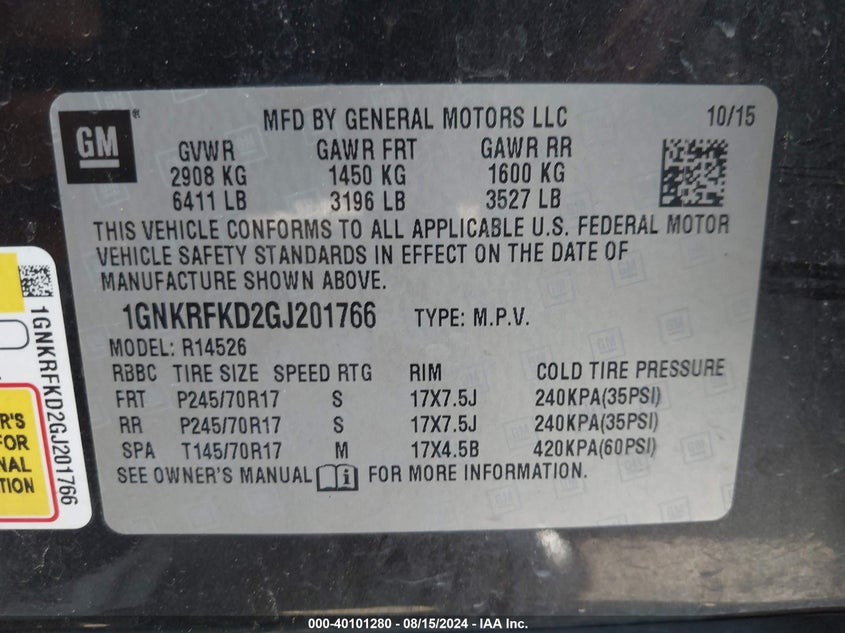 GM
MFD BY GENERAL MOTORS LLC 10/15
GVWR GAWR FRT GAWR RR
2908 KG 1450 KG 1600 KG
6411 LB 3196 LB 3527 LB
THIS VEHICLE CONFORMS TO ALL APPLICABLE U.S. FEDERAL MOTOR
VEHICLE SAFETY STANDARDS IN EFFECT ON THE DATE OF
MANUFACTURE SHOWN ABOVE.
1GNKRFKD2GJ201766 TYPE: M.P.V.
MODEL: R14526
RBBC TIRE SIZE SPEED RTG RIM COLD TIRE PRESSURE
FRT P245/70R17 S 17X7.5J 240KPA(35PSI)
RR P245/70R17 S 17X7.5J 240KPA(35PSI)
SPA T145/70R17 M 17X4.5B 420KPA(60PSI)
SEE OWNER'S MANUAL i FOR MORE INFORMATION.
1GNKRFKD2GJ201766
R'S
FOR
NAL
TION
000-40101280 - 08/15/2024 - IAA Inc.